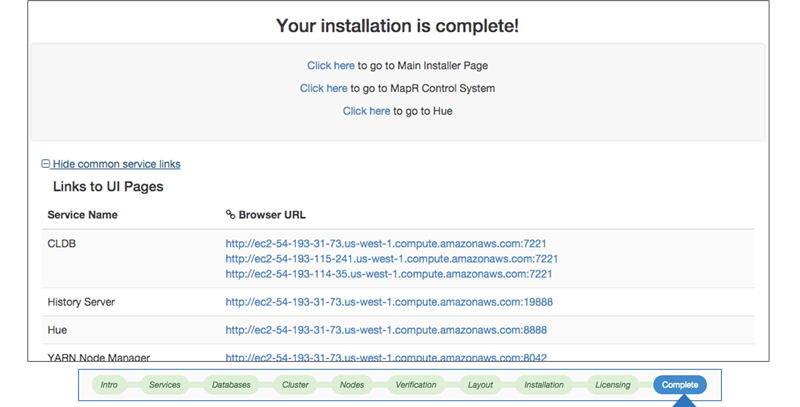 Your installation is complete!
Click here to go to Main Installer Page
Click here to go to MapR Control System
Click here to go to Hue
Hide common service links
Links to UI Pages
Service Name Browser URL
CLDB http://ec2-54-193-31-73.us-west-1.compute.amazonaws.com:7221
http://ec2-54-193-115-241.us-west-1.compute.amazonaws.com:7221
http://ec2-54-193-114-35.us-west-1.compute.amazonaws.com:7221
History Server http://ec2-54-193-31-73.us-west-1.compute.amazonaws.com:19888
Hue http://ec2-54-193-31-73.us-west-1.compute.amazonaws.com:8888
YARN Node Manager http://ec2-54-193-31-73.us-west-1.compute.amazonaws.com:8042
Intro Services Databases Cluster Nodes Verification Layout Installation Licensing Complete